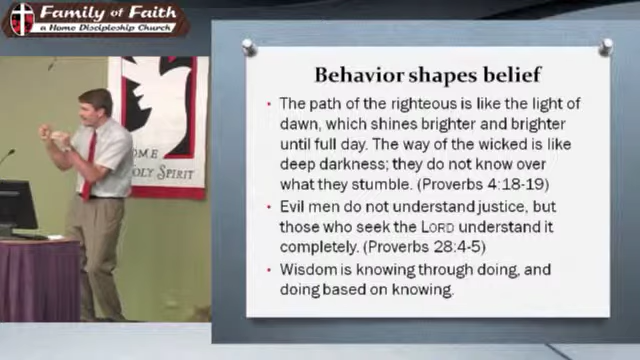 Family of Faith
a Home Discipleship Church
OME
HOLY SPIRIT
Behavior shapes belief
• The path of the righteous is like the light of
dawn, which shines brighter and brighter
until full day. The way of the wicked is like
deep darkness; they do not know over
what they stumble. (Proverbs 4:18-19)
• Evil men do not understand justice, but
those who seek the LORD understand it
completely. (Proverbs 28:4-5)
• Wisdom is knowing through doing, and
doing based on knowing.